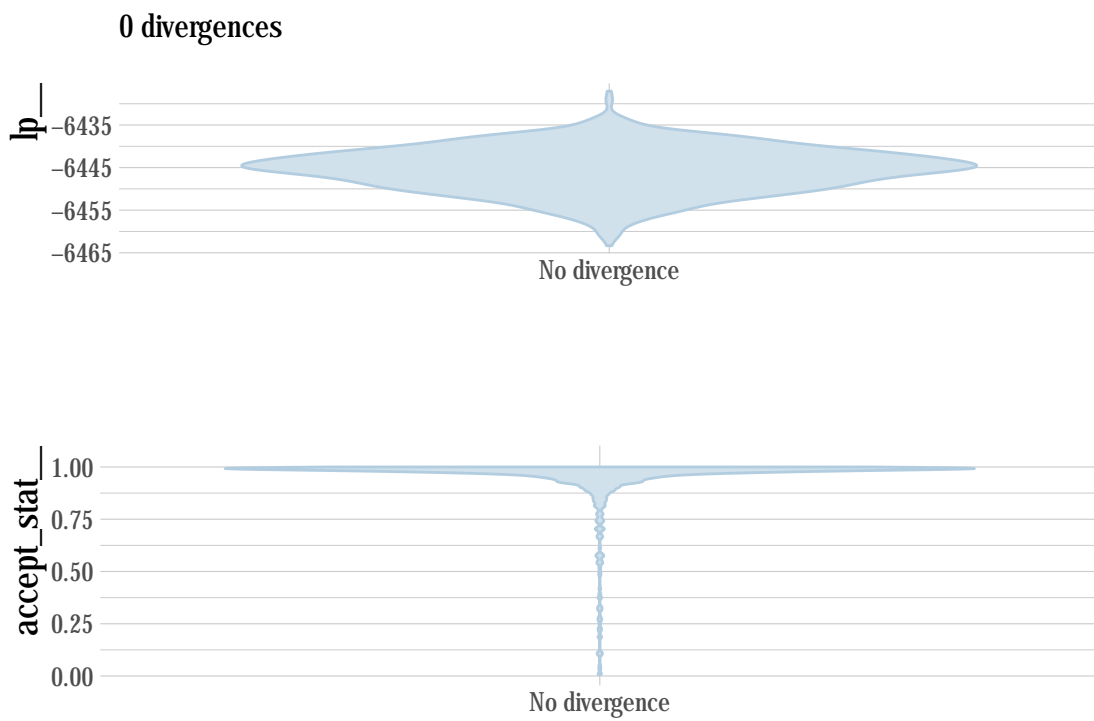 0 divergences
lp__
−6435
−6445
−6455
−6465
No divergence
accept_stat__
1.00
0.75
0.50
0.25
0.00
No divergence